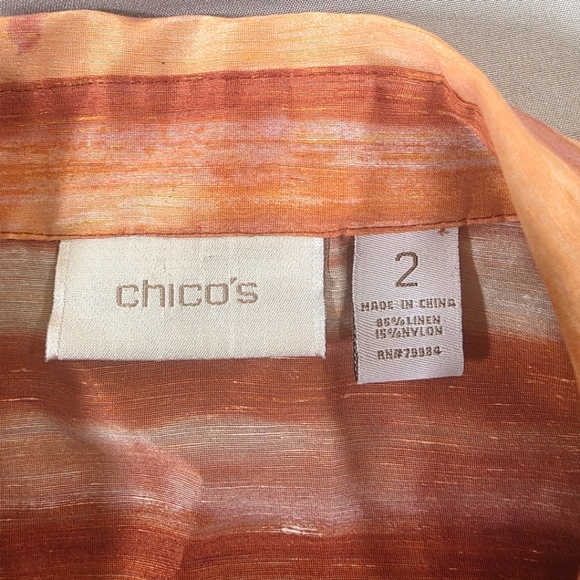 chico's
2
MADE IN CHINA
85% LINEN
15% NYLON
RN#79984